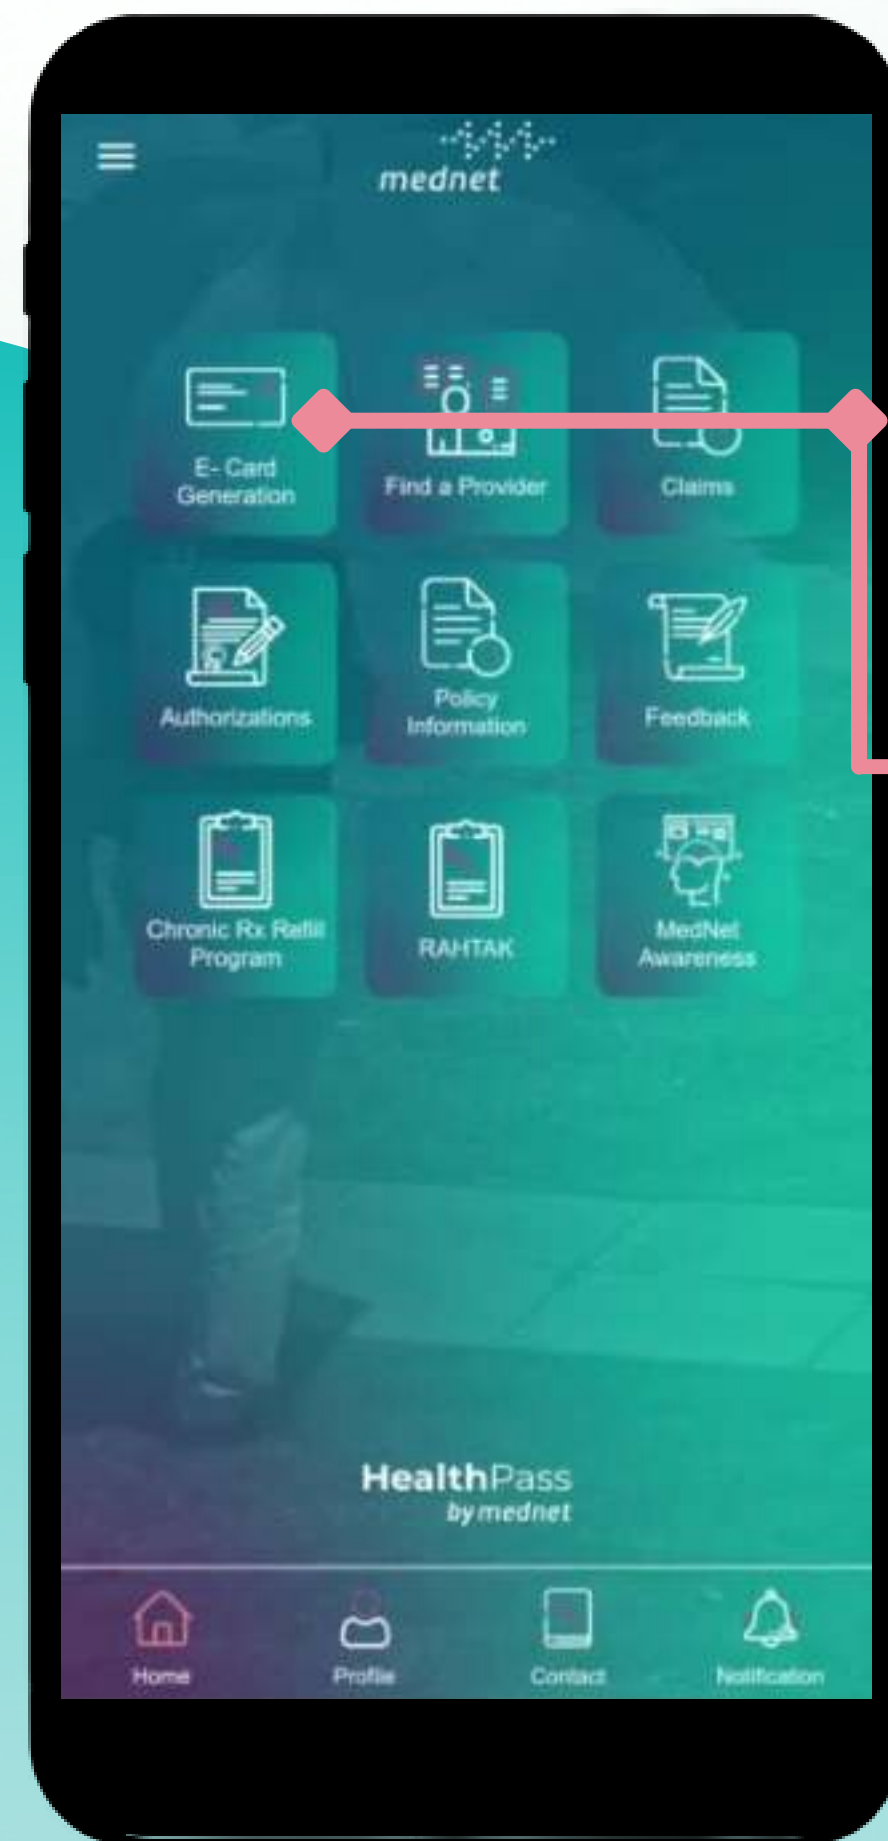 mednet
E- Card
Generation
Find a Provider
Claims
Authorizations
Policy
Information
Feedback
Chronic Rx Refill
Program
RAHTAK
MedNet
Awareness
HealthPass
by mednet
Home
Profile
Contact
Notification